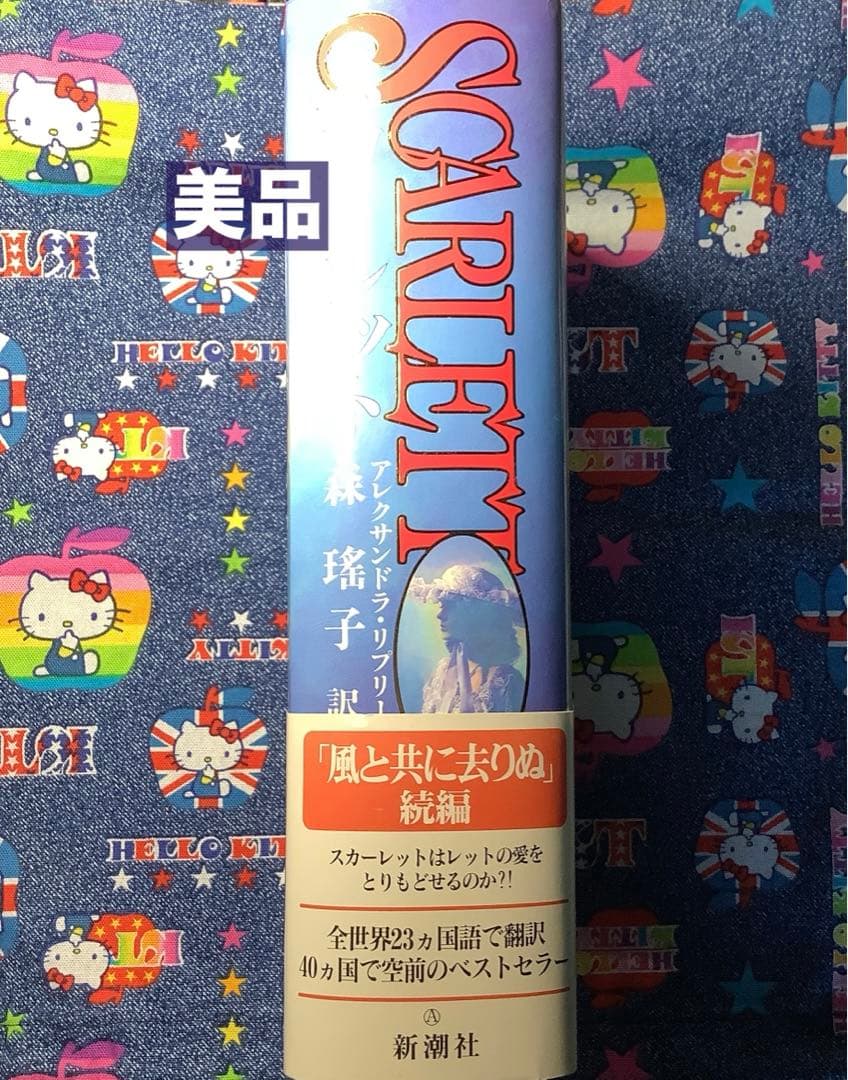 美品
SCARLETT
レット
アレクサンドラ・リプリー
森 瑤子 訳
「風と共に去りぬ」
続編
スカーレットはレットの愛を
とりもどせるのか?!
全世界23ヵ国語で翻訳
40ヵ国で空前のベストセラー
Ⓐ
新潮社
HELLO KITTY
HELLO KITTY